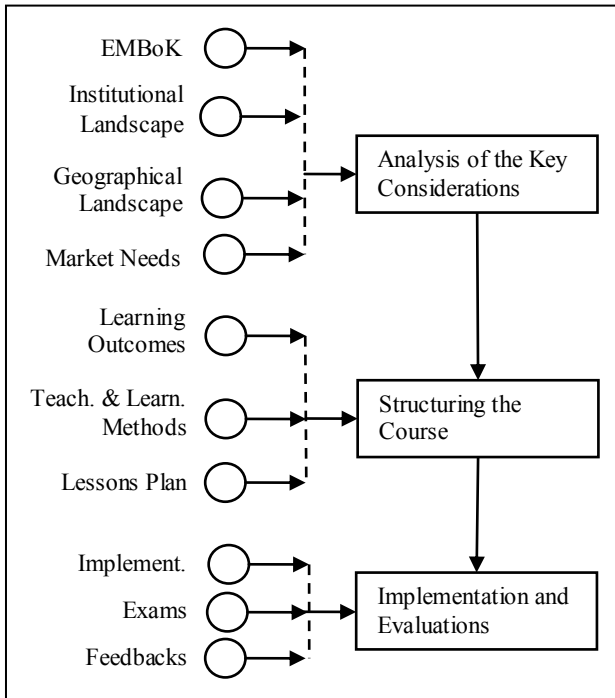 EMBoK
Institutional
Landscape
Geographical
Landscape
Market Needs
Analysis of the Key
Considerations
Learning
Outcomes
Teach. & Learn.
Methods
Lessons Plan
Structuring the
Course
Implement.
Exams
Feedbacks
Implementation and
Evaluations